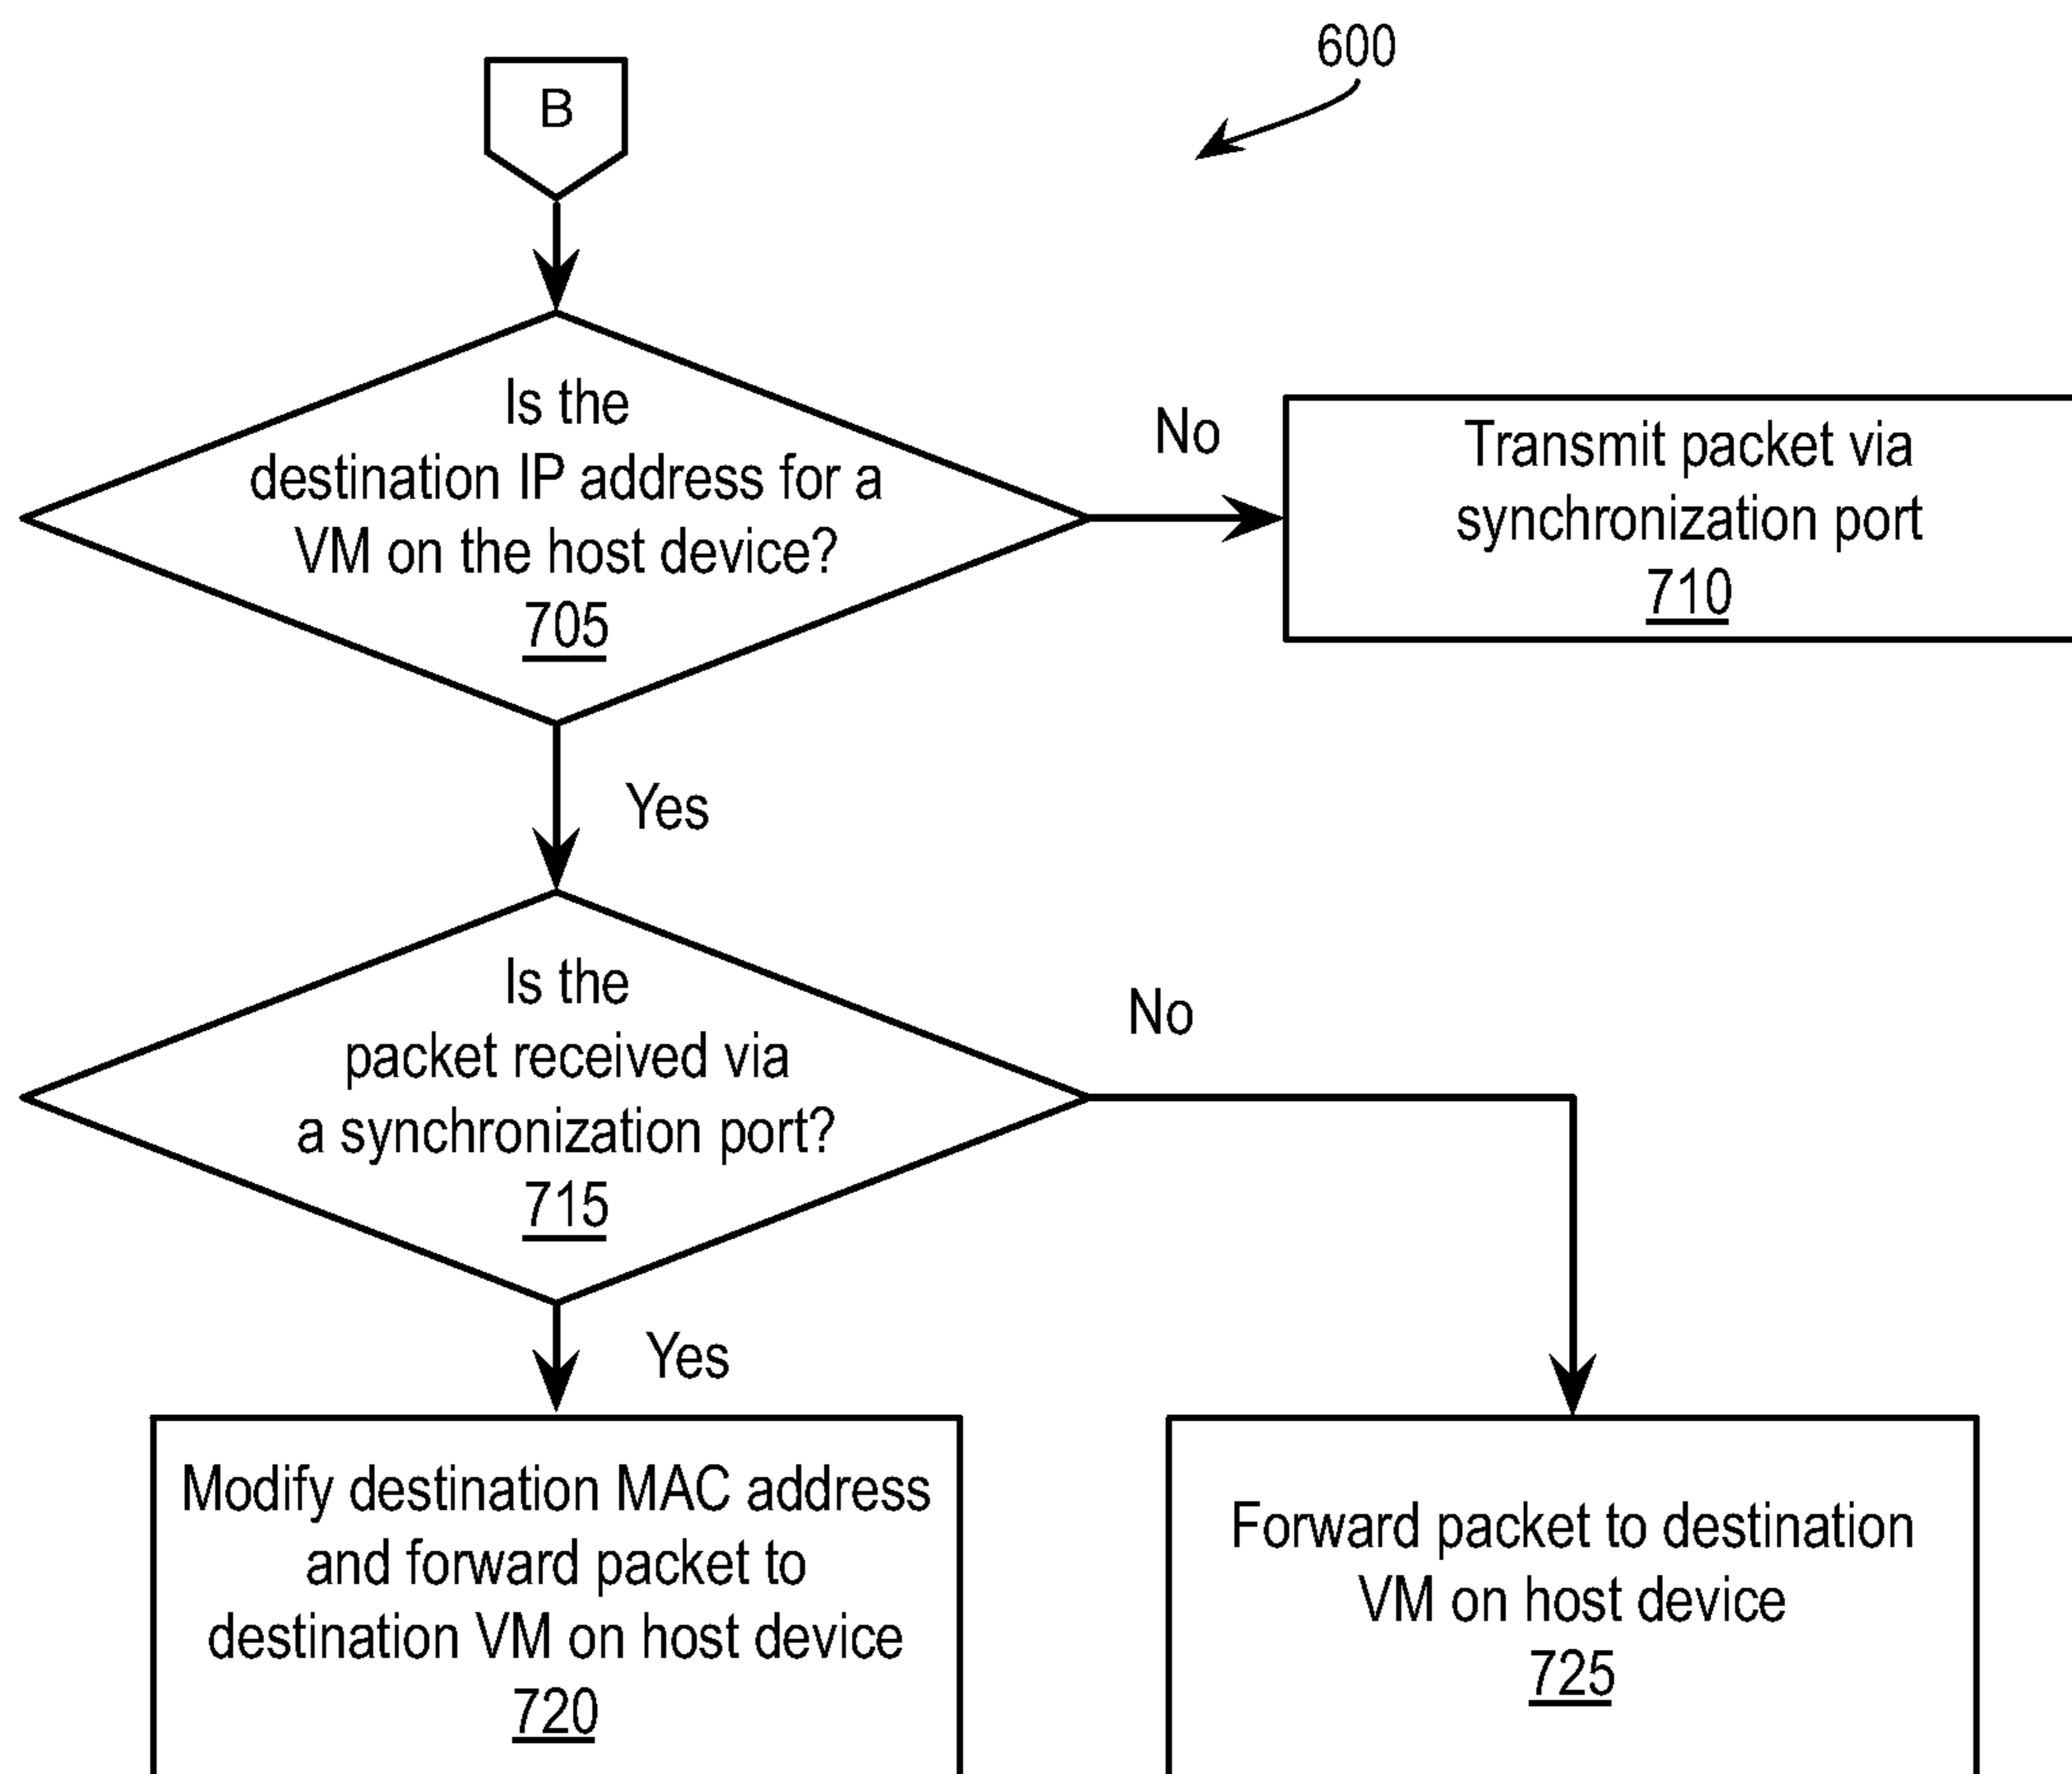 600
B
Is the
destination IP address for a
VM on the host device?
705
No
Transmit packet via
synchronization port
710
Yes
Is the
packet received via
a synchronization port?
715
No
Yes
Modify destination MAC address
and forward packet to
destination VM on host device
720
Forward packet to destination
VM on host device
725